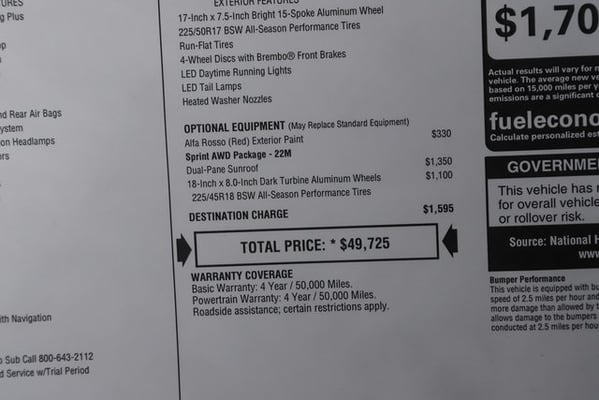 URES
g Plus
op
nd Rear Air Bags
ystem
on Headlamps
ors
ith Navigation
o Sub Call 800-643-2112
d Service w/Trial Period
EXTERIOR FEATURES
17-Inch x 7.5-Inch Bright 15-Spoke Aluminum Wheel
225/50R17 BSW All-Season Performance Tires
Run-Flat Tires
4-Wheel Discs with Brembo® Front Brakes
LED Daytime Running Lights
LED Tail Lamps
Heated Washer Nozzles
OPTIONAL EQUIPMENT (May Replace Standard Equipment)
Alfa Rosso (Red) Exterior Paint $330
Sprint AWD Package - 22M
Dual-Pane Sunroof $1,350
18-Inch x 8.0-Inch Dark Turbine Aluminum Wheels $1,100
225/45R18 BSW All-Season Performance Tires
DESTINATION CHARGE $1,595
TOTAL PRICE: * $49,725
WARRANTY COVERAGE
Basic Warranty: 4 Year / 50,000 Miles.
Powertrain Warranty: 4 Year / 50,000 Miles.
Roadside assistance; certain restrictions apply.
$1,70
Actual results will vary for m
vehicle. The average new ve
based on 15,000 miles per y
emissions are a significant c
fuelecono
Calculate personalized est
GOVERNME
This vehicle has n
for overall vehicle
or rollover risk.
Source: National H
www
Bumper Performance
This vehicle is equipped with bu
speed of 2.5 miles per hour and
more damage than allowed by t
allows damage to the bumpers
conducted at 2.5 miles per hou